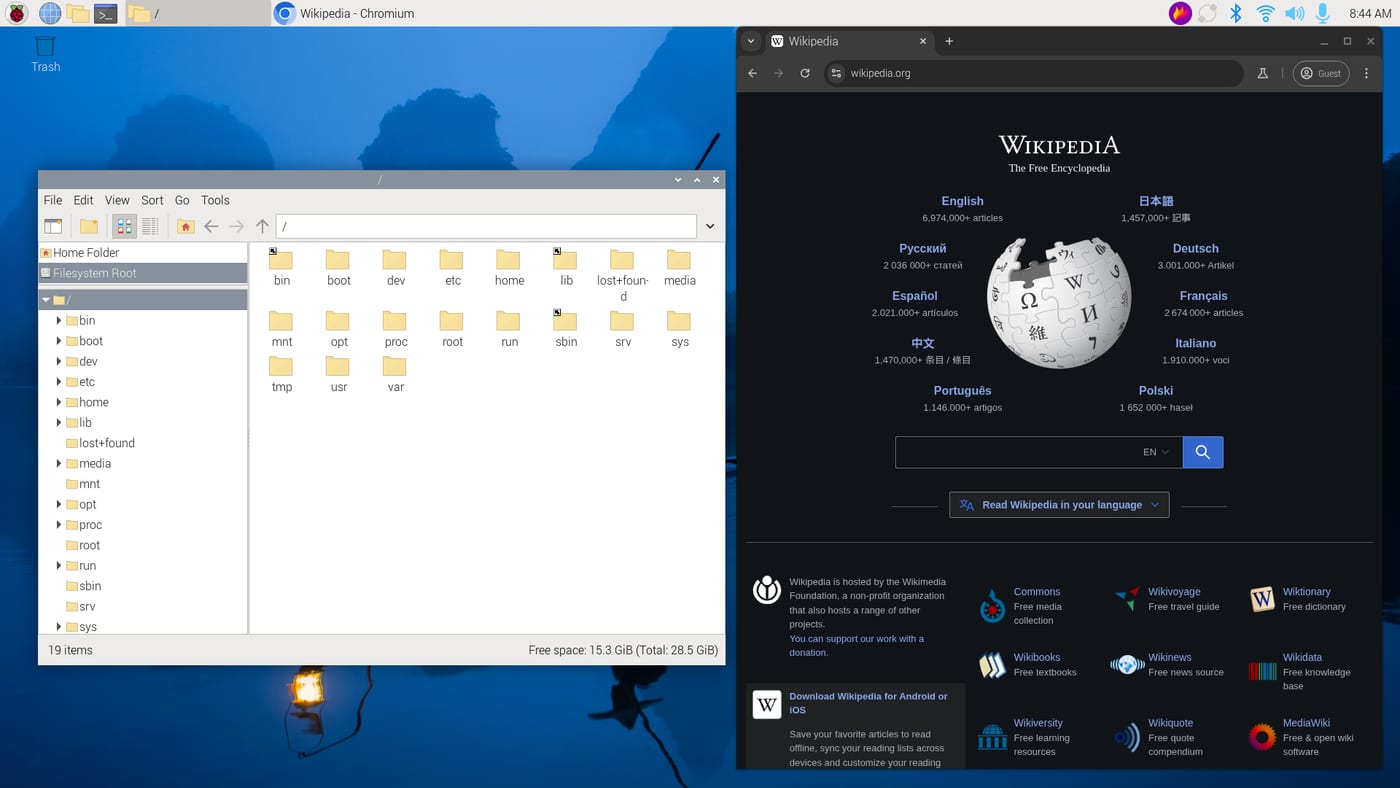 /
Wikipedia - Chromium
8:44 AM
Trash
/
File Edit View Sort Go Tools
/
Home Folder
Filesystem Root
/
bin
boot
dev
etc
home
lib
lost+found
media
mnt
opt
proc
root
run
sbin
srv
sys
bin boot dev etc home lib lost+foun-
d media
mnt opt proc root run sbin srv sys
tmp usr var
19 items
Free space: 15.3 GiB (Total: 28.5 GiB)
Wikipedia
wikipedia.org
Guest
WIKIPEDIA
The Free Encyclopedia
English
6,974,000+ articles
日本語
1,457,000+ 記事
Русский
2 036 000+ статей
Deutsch
3.001.000+ Artikel
Español
2.021.000+ artículos
Français
2 674 000+ articles
中文
1,470,000+ 条目 / 條目
Italiano
1.910.000+ voci
Português
1.146.000+ artigos
Polski
1 652 000+ haseł
Ω W И 維 ウィ
EN
Read Wikipedia in your language
Wikipedia is hosted by the Wikimedia
Foundation, a non-profit organization
that also hosts a range of other
projects.
You can support our work with a
donation.
W
Download Wikipedia for Android or
iOS
Save your favorite articles to read
offline, sync your reading lists across
devices and customize your reading
Commons
Free media
collection
Wikivoyage
Free travel guide
W
Wiktionary
Free dictionary
Wikibooks
Free textbooks
Wikinews
Free news source
Wikidata
Free knowledge
base
Wikiversity
Free learning
resources
Wikiquote
Free quote
compendium
MediaWiki
Free & open wiki
software